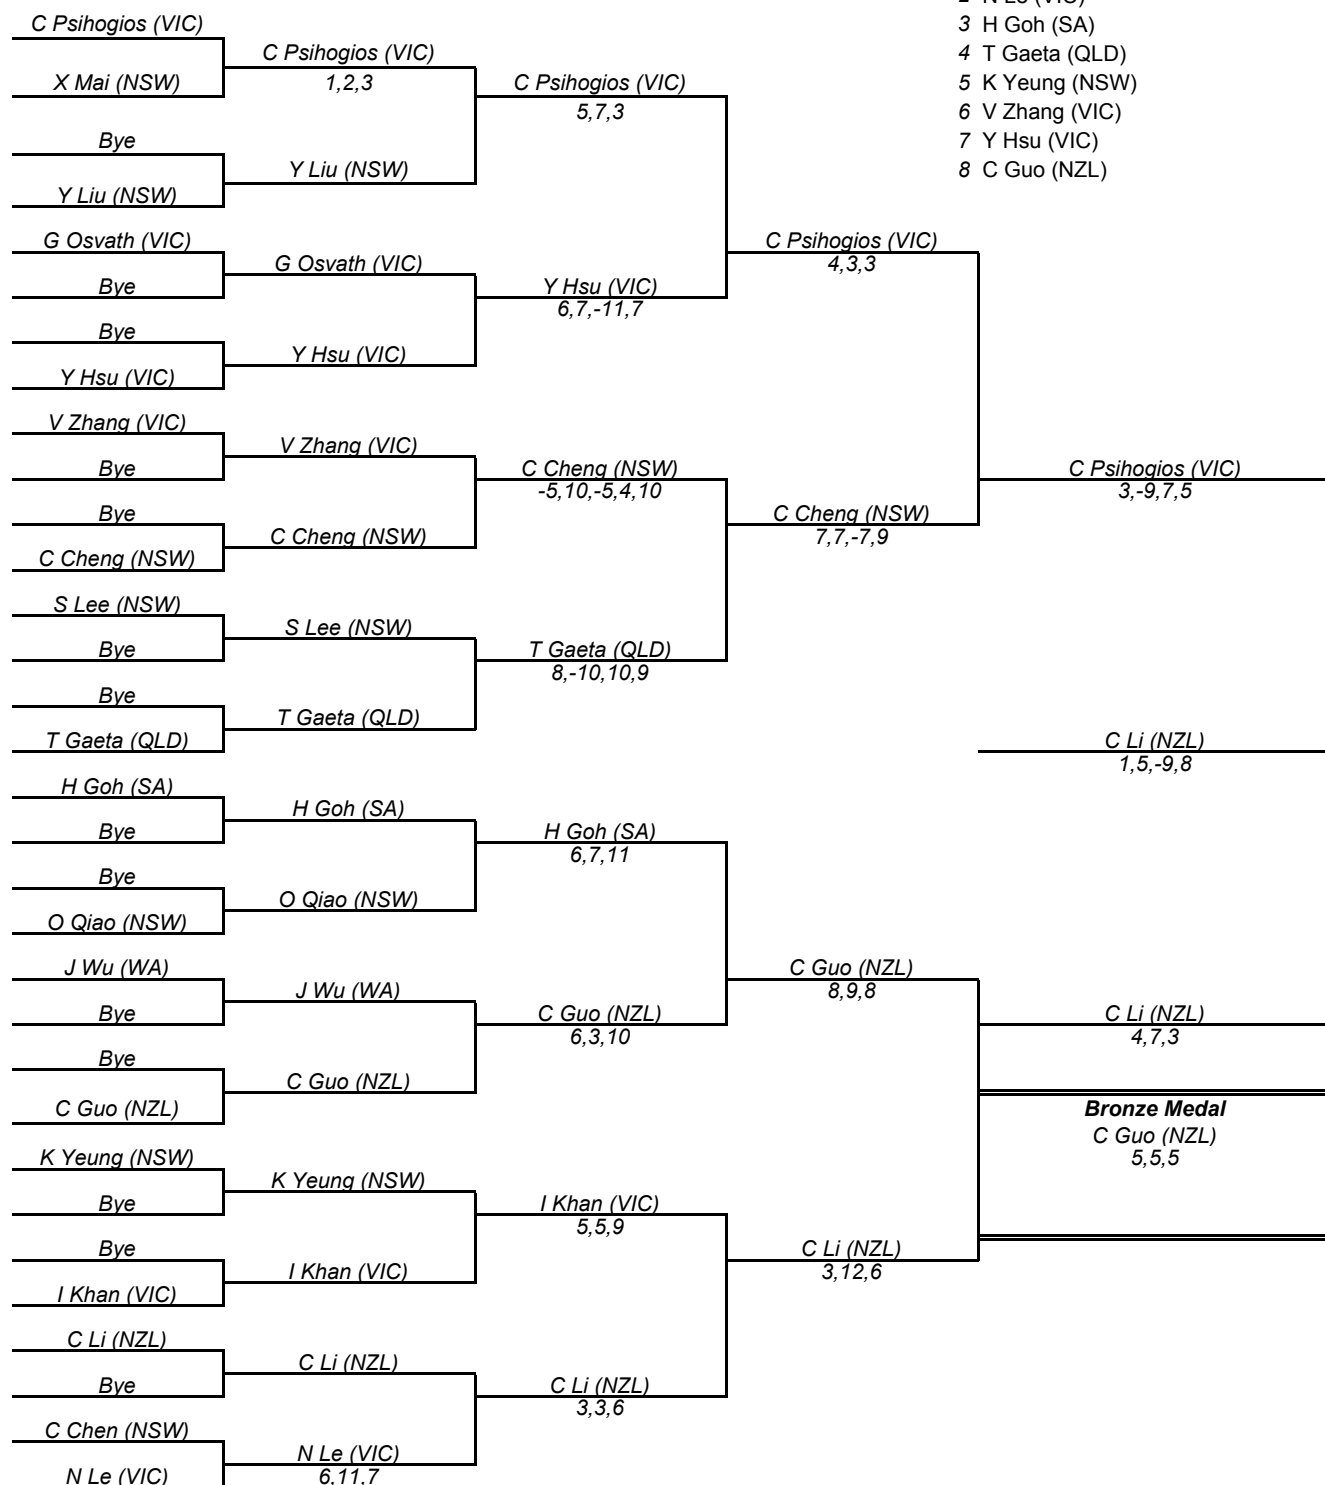 2 N Le (VIC)
C Psihogios (VIC)
3 H Goh (SA)
C Psihogios (VIC)
4 T Gaeta (QLD)
X Mai (NSW)
1,2,3
C Psihogios (VIC)
5 K Yeung (NSW)
5,7,3
6 V Zhang (VIC)
Bye
7 Y Hsu (VIC)
Y Liu (NSW)
8 C Guo (NZL)
Y Liu (NSW)
G Osvath (VIC)
C Psihogios (VIC)
G Osvath (VIC)
4,3,3
Bye
Y Hsu (VIC)
6,7,-11,7
Bye
Y Hsu (VIC)
Y Hsu (VIC)
V Zhang (VIC)
V Zhang (VIC)
Bye
C Cheng (NSW)
C Psihogios (VIC)
-5,10,-5,4,10
3,-9,7,5
Bye
C Cheng (NSW)
C Cheng (NSW)
7,7,-7,9
C Cheng (NSW)
S Lee (NSW)
S Lee (NSW)
Bye
T Gaeta (QLD)
8,-10,10,9
Bye
T Gaeta (QLD)
T Gaeta (QLD)
C Li (NZL)
1,5,-9,8
H Goh (SA)
H Goh (SA)
Bye
H Goh (SA)
6,7,11
Bye
O Qiao (NSW)
O Qiao (NSW)
J Wu (WA)
C Guo (NZL)
J Wu (WA)
8,9,8
Bye
C Guo (NZL)
C Li (NZL)
6,3,10
4,7,3
Bye
C Guo (NZL)
C Guo (NZL)
Bronze Medal
C Guo (NZL)
K Yeung (NSW)
5,5,5
K Yeung (NSW)
Bye
I Khan (VIC)
5,5,9
Bye
C Li (NZL)
I Khan (VIC)
3,12,6
I Khan (VIC)
C Li (NZL)
C Li (NZL)
Bye
C Li (NZL)
3,3,6
C Chen (NSW)
N Le (VIC)
N Le (VIC)
6,11,7